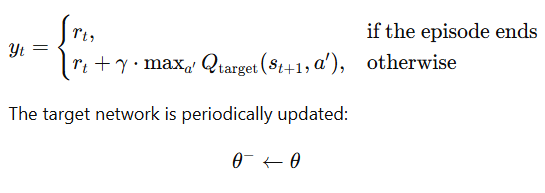 y_t = { r_t, if the episode ends
r_t + γ · max_{a′} Q_target(s_{t+1}, a′), otherwise
The target network is periodically updated:
θ⁻ ← θ